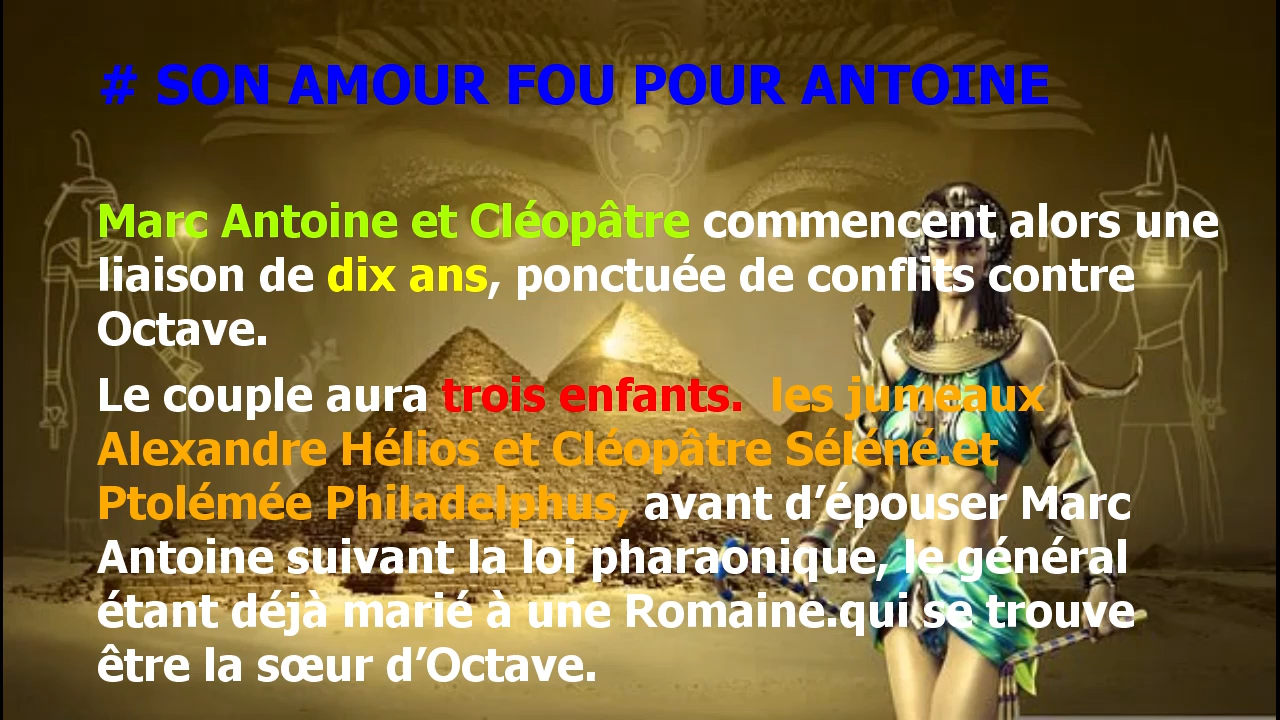 # SON AMOUR FOU POUR ANTOINE
Marc Antoine et Cléopâtre commencent alors une
liaison de dix ans, ponctuée de conflits contre
Octave.
Le couple aura trois enfants.  les jumeaux
Alexandre Hélios et Cléopâtre Séléné.et
Ptolémée Philadelphus, avant d’épouser Marc
Antoine suivant la loi pharaonique, le général
étant déjà marié à une Romaine.qui se trouve
être la sœur d’Octave.